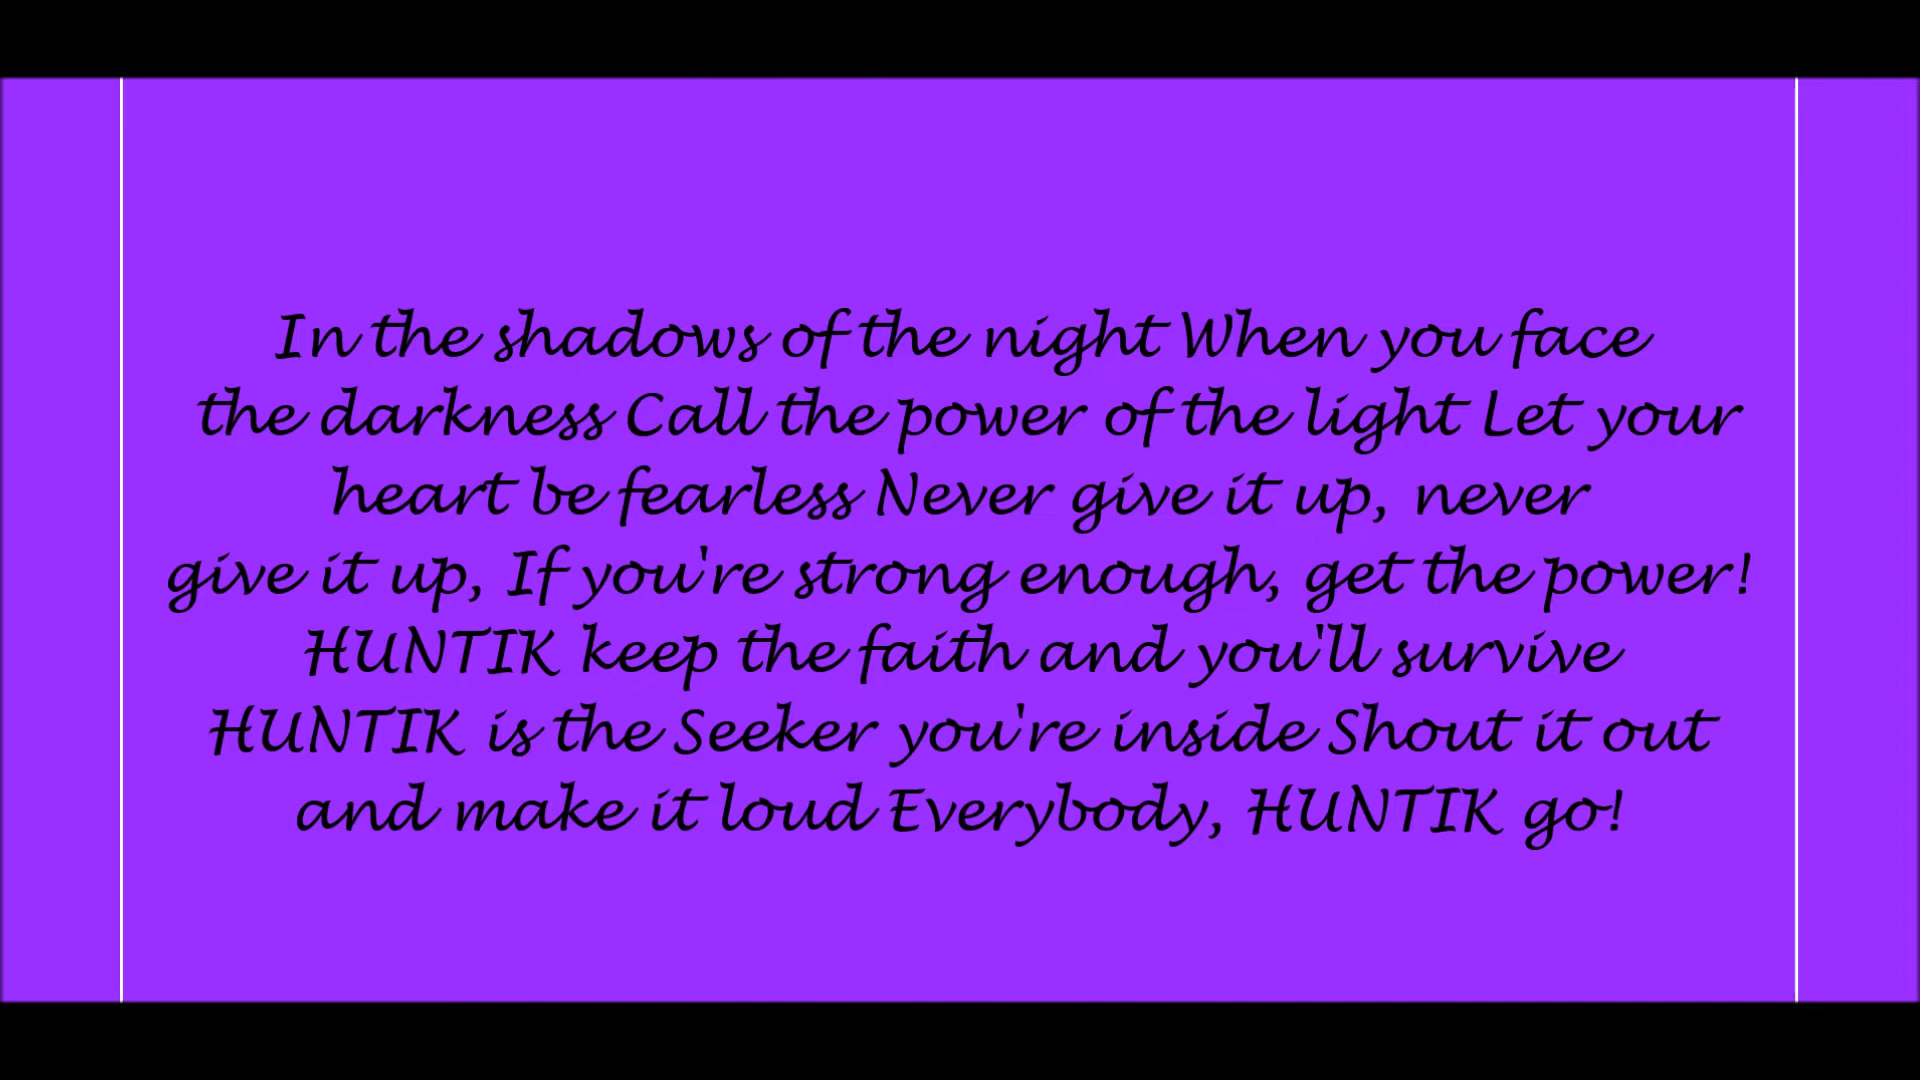 In the shadows of the night When you face
the darkness Call the power of the light Let your
heart be fearless Never give it up, never
give it up, If you're strong enough, get the power!
HUNTIK keep the faith and you'll survive
HUNTIK is the Seeker you're inside Shout it out
and make it loud Everybody, HUNTIK go!